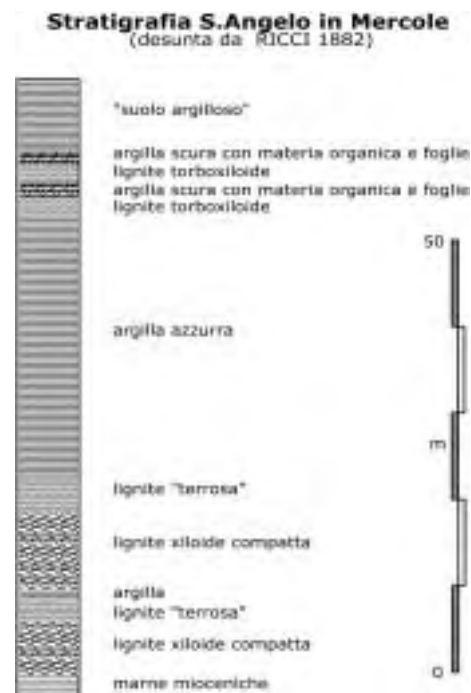 Stratigrafia S.Angelo in Mercole
(desunta da RICCI 1882)
"suolo argilloso"
argilla scura con materia organica e foglie
lignite torboxiloide
argilla scura con materia organica e foglie
lignite torboxiloide
50
argilla azzurra
m
lignite "terrosa"
lignite xiloide compatta
argilla
lignite "terrosa"
lignite xiloide compatta
0
marne mioceniche